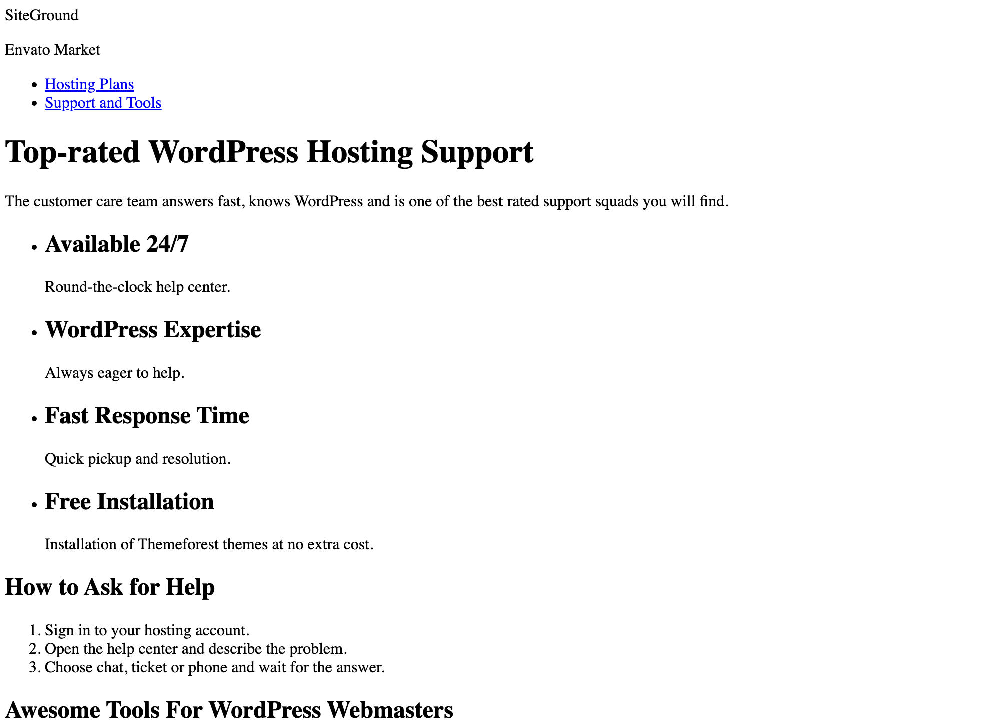 SiteGround
Envato Market
Hosting Plans
Support and Tools
Top-rated WordPress Hosting Support
The customer care team answers fast, knows WordPress and is one of the best rated support squads you will find.
Available 24/7
Round-the-clock help center.
WordPress Expertise
Always eager to help.
Fast Response Time
Quick pickup and resolution.
Free Installation
Installation of Themeforest themes at no extra cost.
How to Ask for Help
1. Sign in to your hosting account.
2. Open the help center and describe the problem.
3. Choose chat, ticket or phone and wait for the answer.
Awesome Tools For WordPress Webmasters